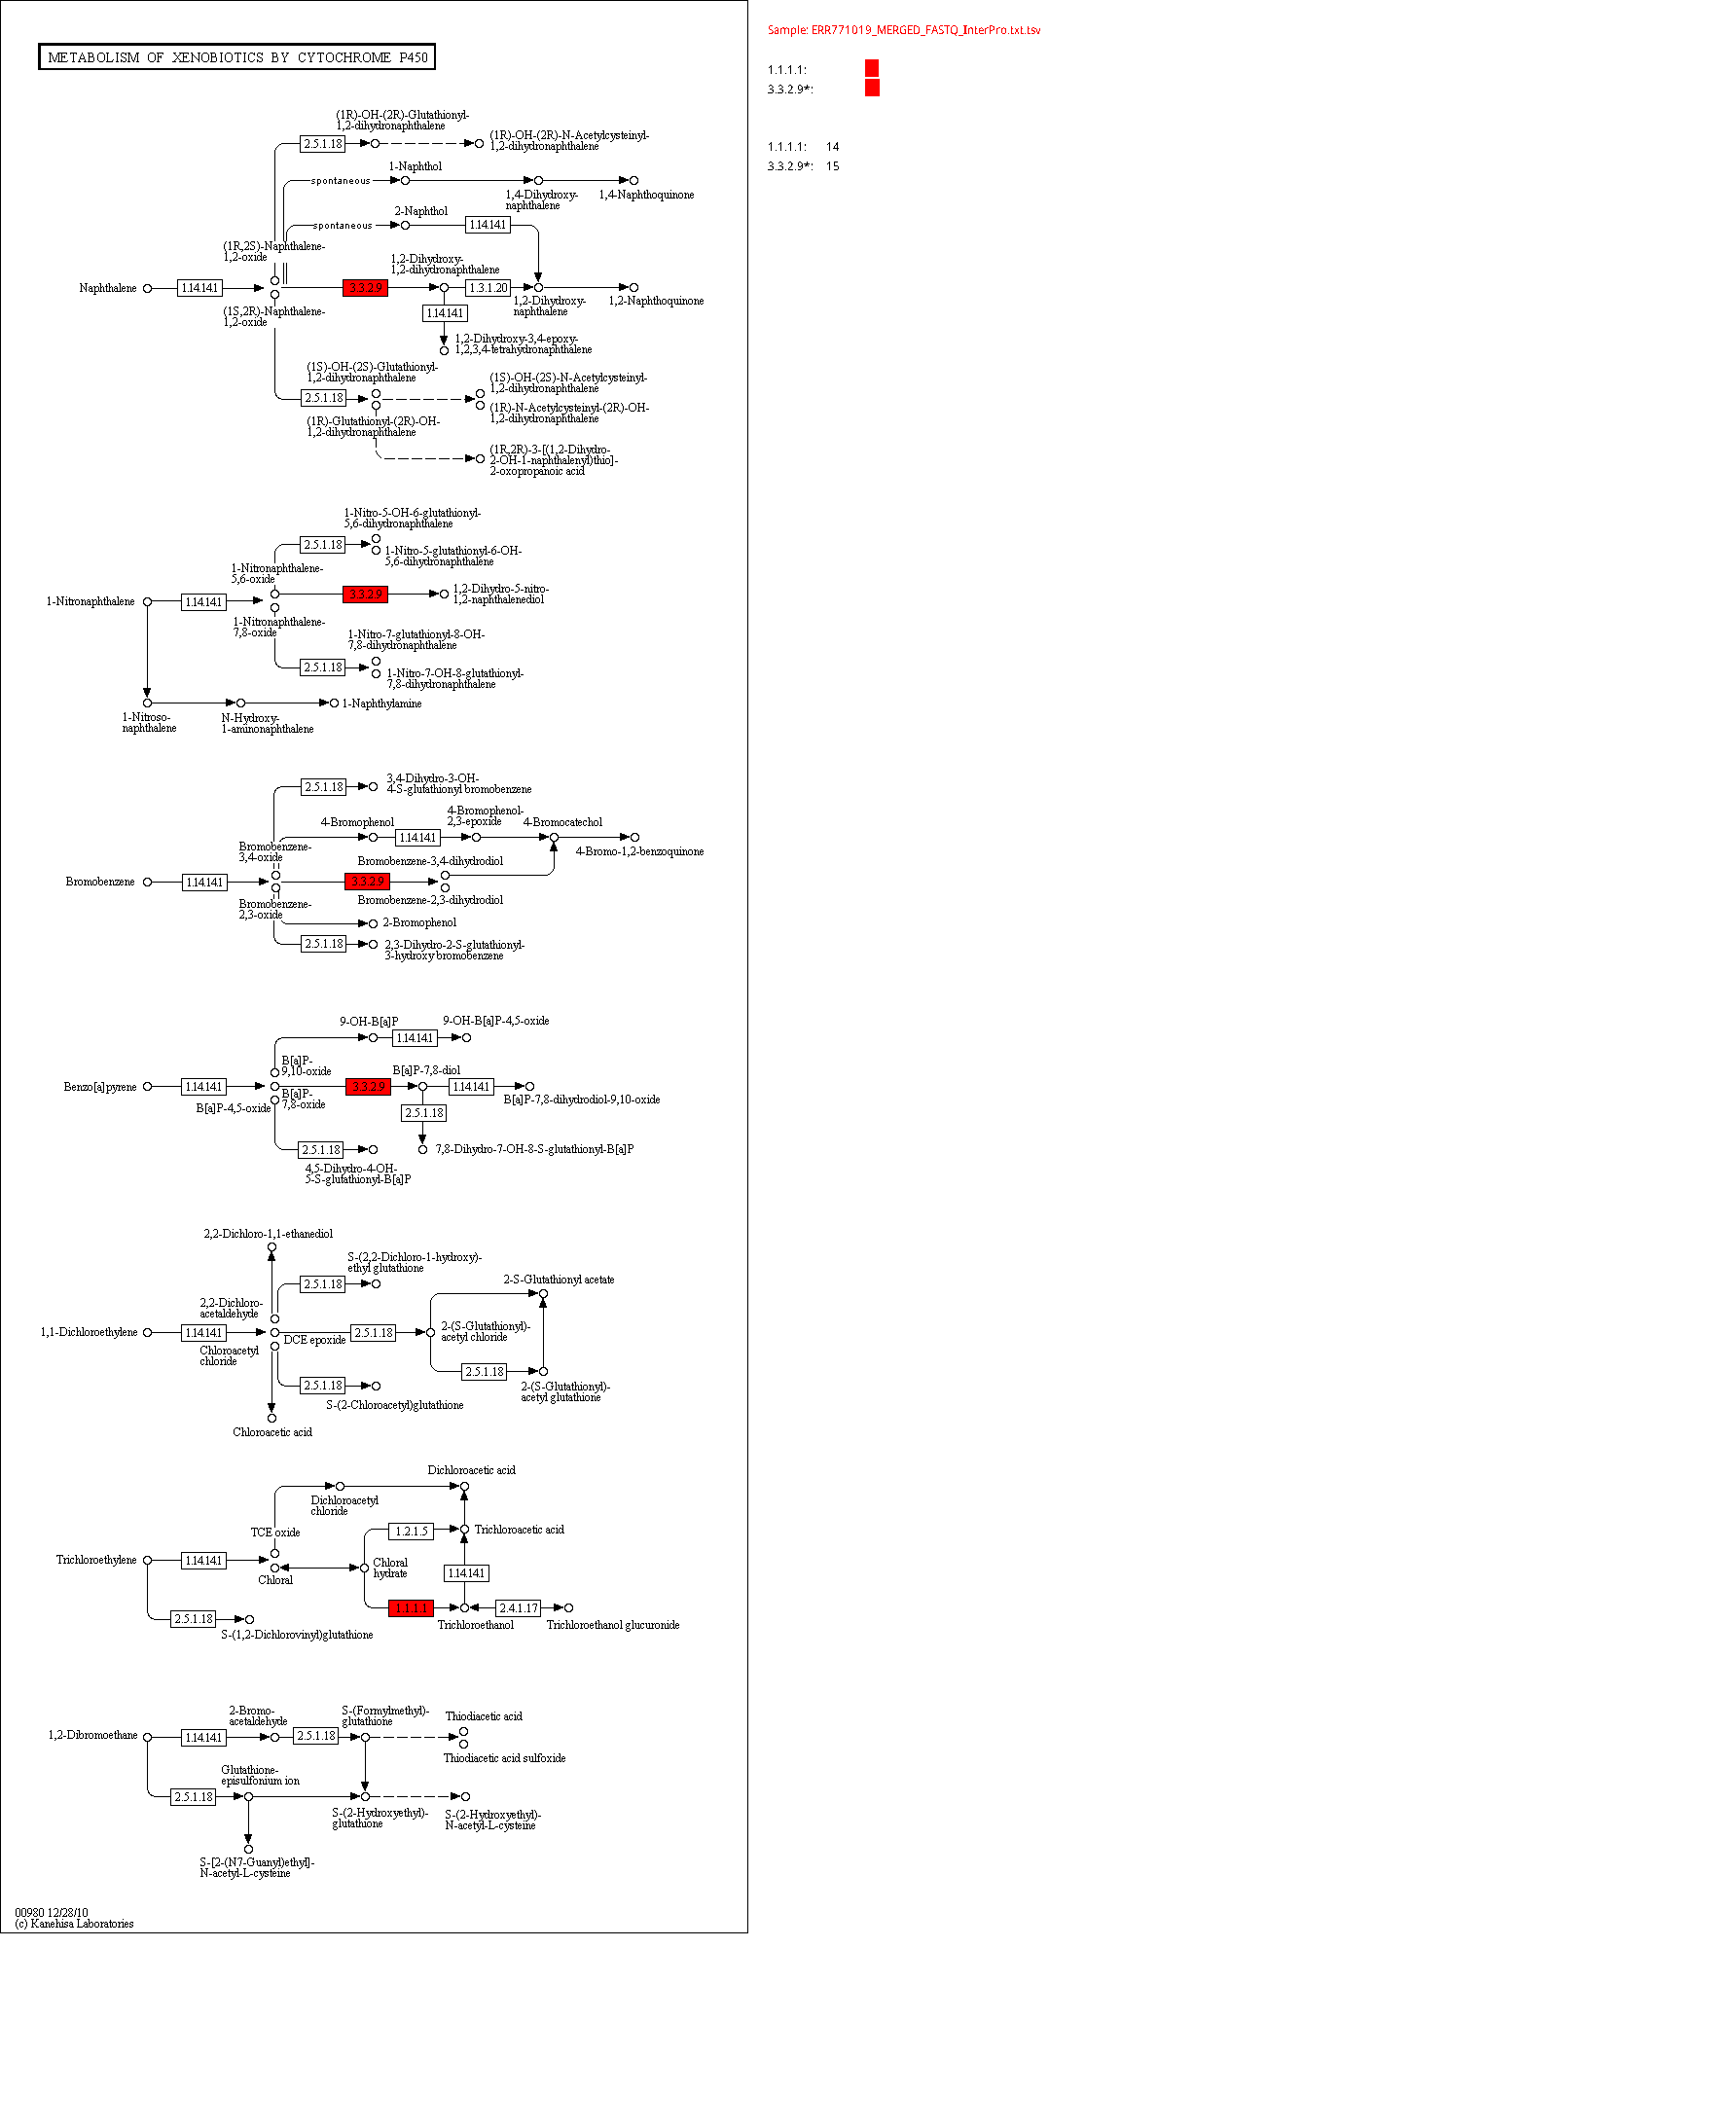 METABOLISM OF XENOBIOTICS BY CYTOCHROME P450
Sample: ERR771019_MERGED_FASTQ_InterPro.txt.tsv
1.1.1.1:
3.3.2.9*:
1.1.1.1: 14
3.3.2.9*: 15
(1R)-OH-(2R)-Glutathionyl-
1,2-dihydronaphthalene
2.5.1.18
(1R)-OH-(2R)-N-Acetylcysteinyl-
1,2-dihydronaphthalene
1-Naphthol
spontaneous
1,4-Dihydroxy-
naphthalene
1,4-Naphthoquinone
2-Naphthol
spontaneous
1.14.14.1
(1R,2S)-Naphthalene-
1,2-oxide
1,2-Dihydroxy-
1,2-dihydronaphthalene
Naphthalene
1.14.14.1
3.3.2.9
1.3.1.20
1,2-Dihydroxy-
naphthalene
1,2-Naphthoquinone
(1S,2R)-Naphthalene-
1,2-oxide
1.14.14.1
1,2-Dihydroxy-3,4-epoxy-
1,2,3,4-tetrahydronaphthalene
(1S)-OH-(2S)-Glutathionyl-
1,2-dihydronaphthalene
2.5.1.18
(1S)-OH-(2S)-N-Acetylcysteinyl-
1,2-dihydronaphthalene
(1R)-N-Acetylcysteinyl-(2R)-OH-
1,2-dihydronaphthalene
(1R)-Glutathionyl-(2R)-OH-
1,2-dihydronaphthalene
(1R,2R)-3-[(1,2-Dihydro-
2-OH-1-naphthalenyl)thio]-
2-oxopropanoic acid
1-Nitro-5-OH-6-glutathionyl-
5,6-dihydronaphthalene
2.5.1.18
1-Nitro-5-glutathionyl-6-OH-
5,6-dihydronaphthalene
1-Nitronaphthalene-
5,6-oxide
1-Nitronaphthalene
1.14.14.1
3.3.2.9
1,2-Dihydro-5-nitro-
1,2-naphthalenediol
1-Nitronaphthalene-
7,8-oxide
1-Nitro-7-glutathionyl-8-OH-
7,8-dihydronaphthalene
2.5.1.18
1-Nitro-7-OH-8-glutathionyl-
7,8-dihydronaphthalene
1-Naphthylamine
1-Nitroso-
naphthalene
N-Hydroxy-
1-aminonaphthalene
2.5.1.18
3,4-Dihydro-3-OH-
4-S-glutathionyl bromobenzene
4-Bromophenol
1.14.14.1
4-Bromophenol-
2,3-epoxide
4-Bromocatechol
4-Bromo-1,2-benzoquinone
Bromobenzene-
3,4-oxide
Bromobenzene-3,4-dihydrodiol
Bromobenzene
1.14.14.1
3.3.2.9
Bromobenzene-2,3-dihydrodiol
Bromobenzene-
2,3-oxide
2-Bromophenol
2.5.1.18
2,3-Dihydro-2-S-glutathionyl-
3-hydroxy bromobenzene
9-OH-B[a]P
1.14.14.1
9-OH-B[a]P-4,5-oxide
B[a]P-
9,10-oxide
Benzo[a]pyrene
1.14.14.1
B[a]P-
7,8-oxide
3.3.2.9
B[a]P-7,8-diol
1.14.14.1
B[a]P-7,8-dihydrodiol-9,10-oxide
B[a]P-4,5-oxide
2.5.1.18
2.5.1.18
4,5-Dihydro-4-OH-
5-S-glutathionyl-B[a]P
7,8-Dihydro-7-OH-8-S-glutathionyl-B[a]P
2,2-Dichloro-1,1-ethanediol
S-(2,2-Dichloro-1-hydroxy)-
ethyl glutathione
2.5.1.18
2-S-Glutathionyl acetate
2,2-Dichloro-
acetaldehyde
1,1-Dichloroethylene
1.14.14.1
DCE epoxide
2.5.1.18
2-(S-Glutathionyl)-
acetyl chloride
Chloroacetyl
chloride
2.5.1.18
2.5.1.18
2-(S-Glutathionyl)-
acetyl glutathione
S-(2-Chloroacetyl)glutathione
Chloroacetic acid
Dichloroacetic acid
Dichloroacetyl
chloride
TCE oxide
1.2.1.5
Trichloroacetic acid
Trichloroethylene
1.14.14.1
Chloral
Chloral
hydrate
1.14.14.1
1.1.1.1
2.4.1.17
Trichloroethanol
Trichloroethanol glucuronide
2.5.1.18
S-(1,2-Dichlorovinyl)glutathione
1,2-Dibromoethane
1.14.14.1
2-Bromo-
acetaldehyde
2.5.1.18
S-(Formylmethyl)-
glutathione
Thiodiacetic acid
Thiodiacetic acid sulfoxide
2.5.1.18
Glutathione-
episulfonium ion
S-(2-Hydroxyethyl)-
glutathione
S-(2-Hydroxyethyl)-
N-acetyl-L-cysteine
S-[2-(N7-Guanyl)ethyl]-
N-acetyl-L-cysteine
00980 12/28/10
(c) Kanehisa Laboratories